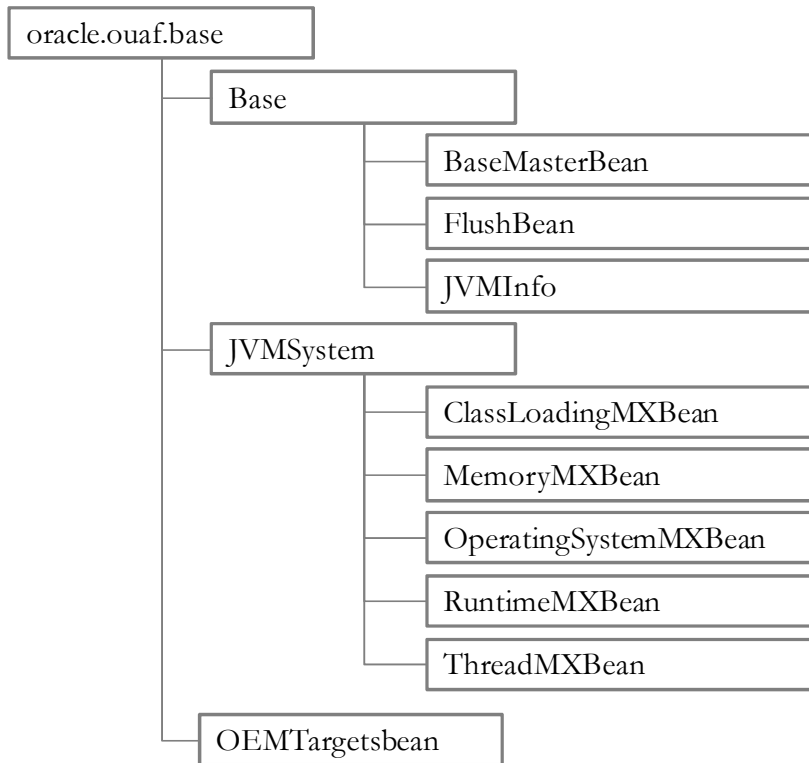 oracle.ouaf.base
Base
BaseMasterBean
FlushBean
JVMInfo
JVMSystem
ClassLoadingMXBean
MemoryMXBean
OperatingSystemMXBean
RuntimeMXBean
ThreadMXBean
OEMTargetsbean